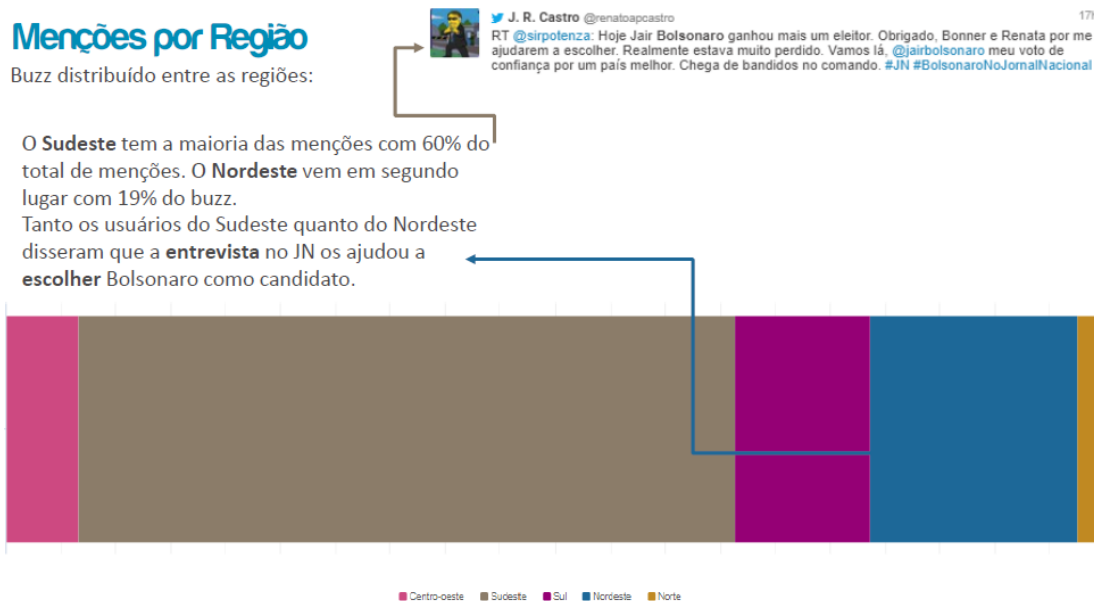 Menções por Região
Buzz distribuído entre as regiões:
J. R. Castro @renatoapcastro
RT @sirpotenza: Hoje Jair Bolsonaro ganhou mais um eleitor. Obrigado, Bonner e Renata por me
ajudarem a escolher. Realmente estava muito perdido. Vamos lá, @jairbolsonaro meu voto de
confiança por um país melhor. Chega de bandidos no comando. #JN #BolsonaroNoJornalNacional
O Sudeste tem a maioria das menções com 60% do
total de menções. O Nordeste vem em segundo
lugar com 19% do buzz.
Tanto os usuários do Sudeste quanto do Nordeste
disseram que a entrevista no JN os ajudou a
escolher Bolsonaro como candidato.
Centro-oeste Sudeste Sul Nordeste Norte